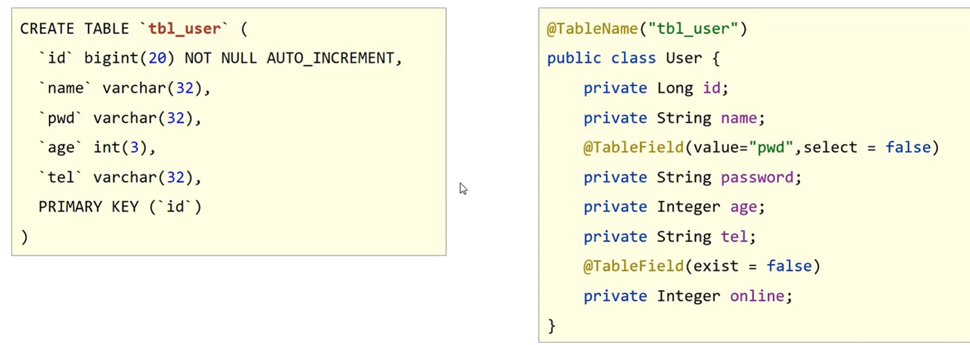 CREATE TABLE `tbl_user` (
`id` bigint(20) NOT NULL AUTO_INCREMENT,
`name` varchar(32),
`pwd` varchar(32),
`age` int(3),
`tel` varchar(32),
PRIMARY KEY (`id`)
)
@TableName("tbl_user")
public class User {
private Long id;
private String name;
@TableField(value="pwd",select = false)
private String password;
private Integer age;
private String tel;
@TableField(exist = false)
private Integer online;
}